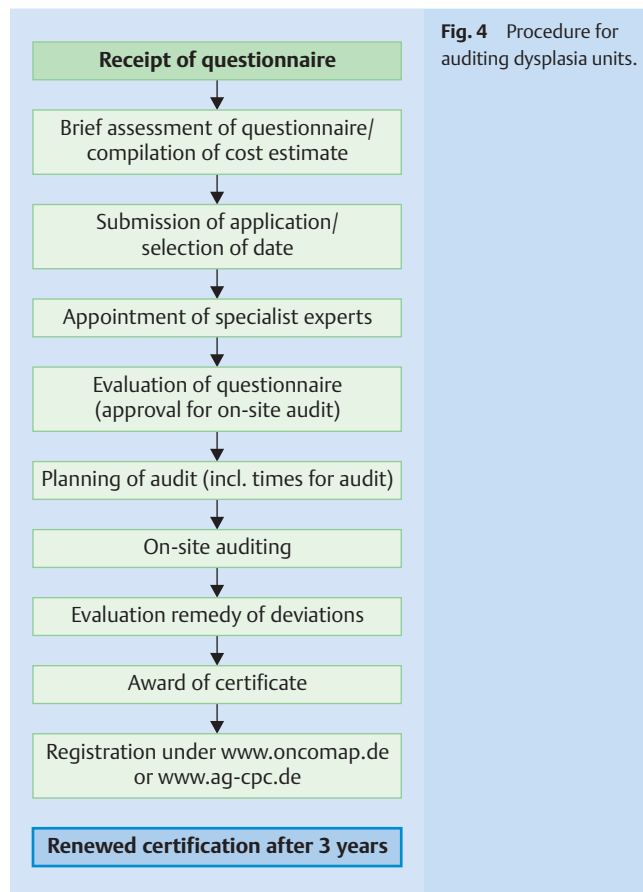 Receipt of questionnaire
Brief assessment of questionnaire/
compilation of cost estimate
Submission of application/
selection of date
Appointment of specialist experts
Evaluation of questionnaire
(approval for on-site audit)
Planning of audit (incl. times for audit)
On-site auditing
Evaluation remedy of deviations
Award of certificate
Registration under www.oncomap.de
or www.ag-cpc.de
Renewed certification after 3 years
Fig. 4 Procedure for
auditing dysplasia units.